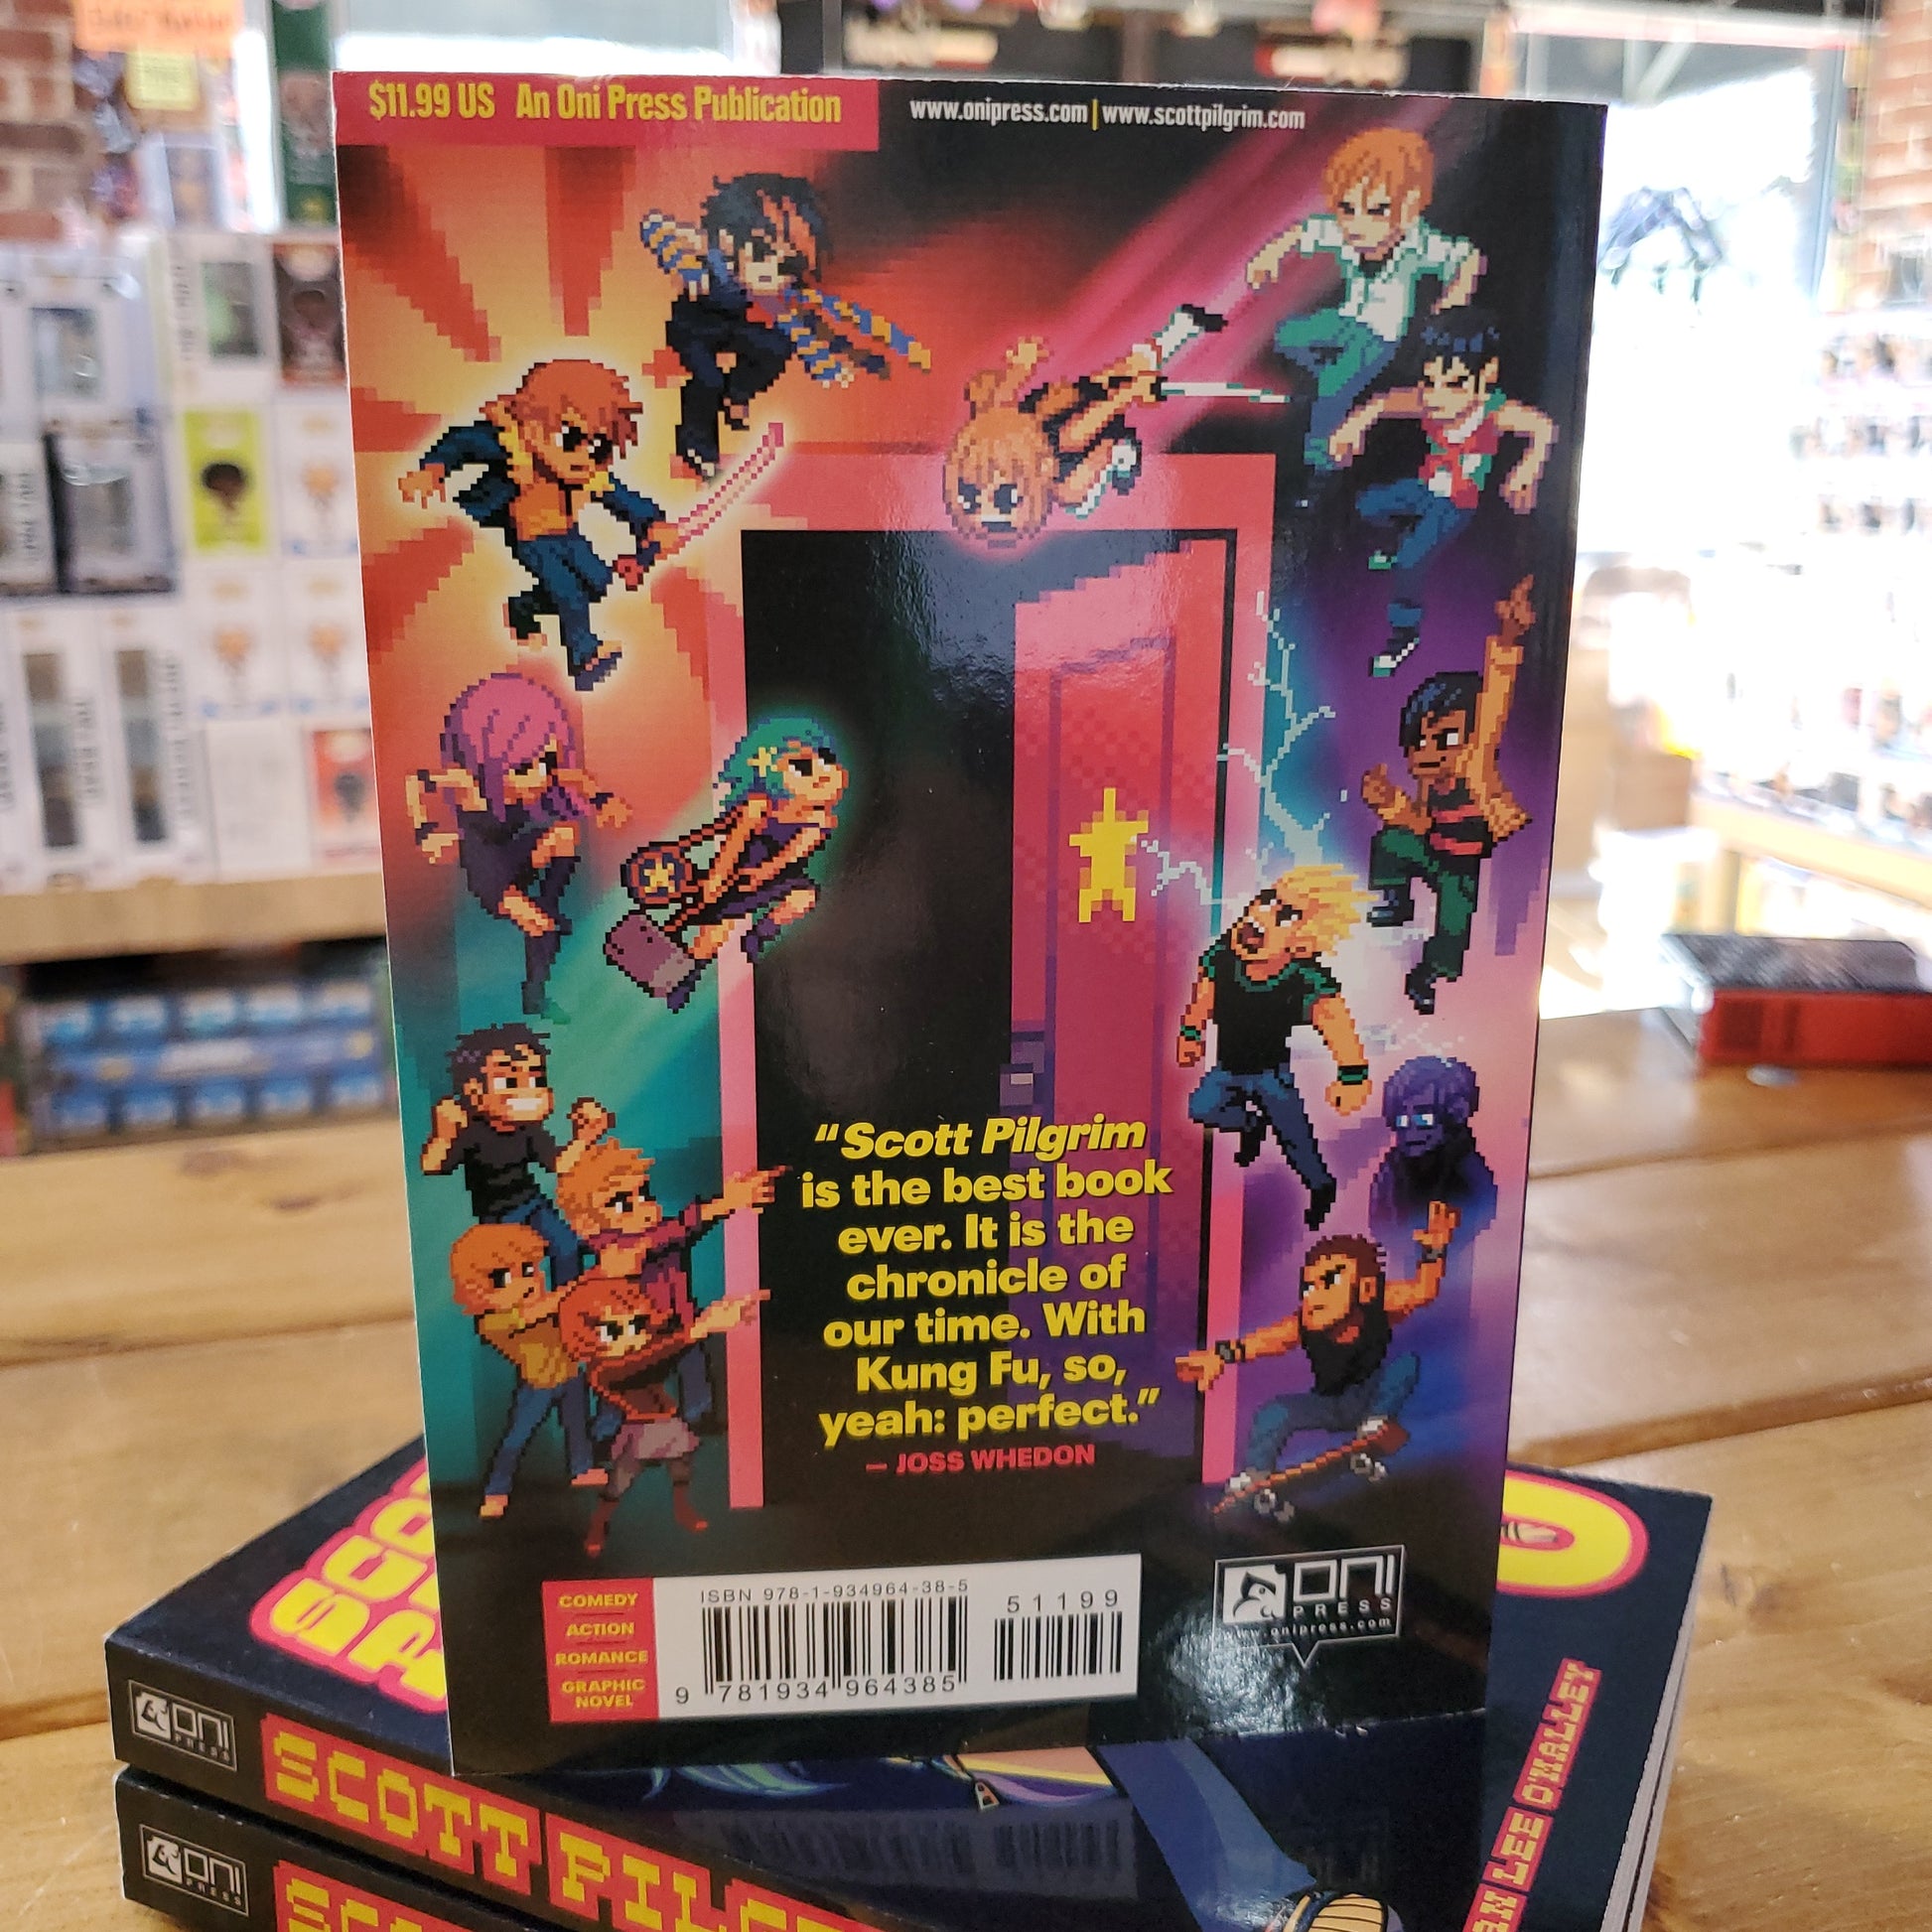 $11.99 US An Oni Press Publication
www.onipress.com | www.scottpilgrim.com
“Scott Pilgrim
is the best book
ever. It is the
chronicle of
our time. With
Kung Fu, so,
yeah: perfect.”
— JOSS WHEDON
COMEDY
ACTION
ROMANCE
GRAPHIC
NOVEL
ISBN 978-1-934964-38-5
51199
9 781934 964385
ONI
PRESS
www.onipress.com
ONI
PRESS
SCOTT
LEE O'MALLEY
ONI
PRESS